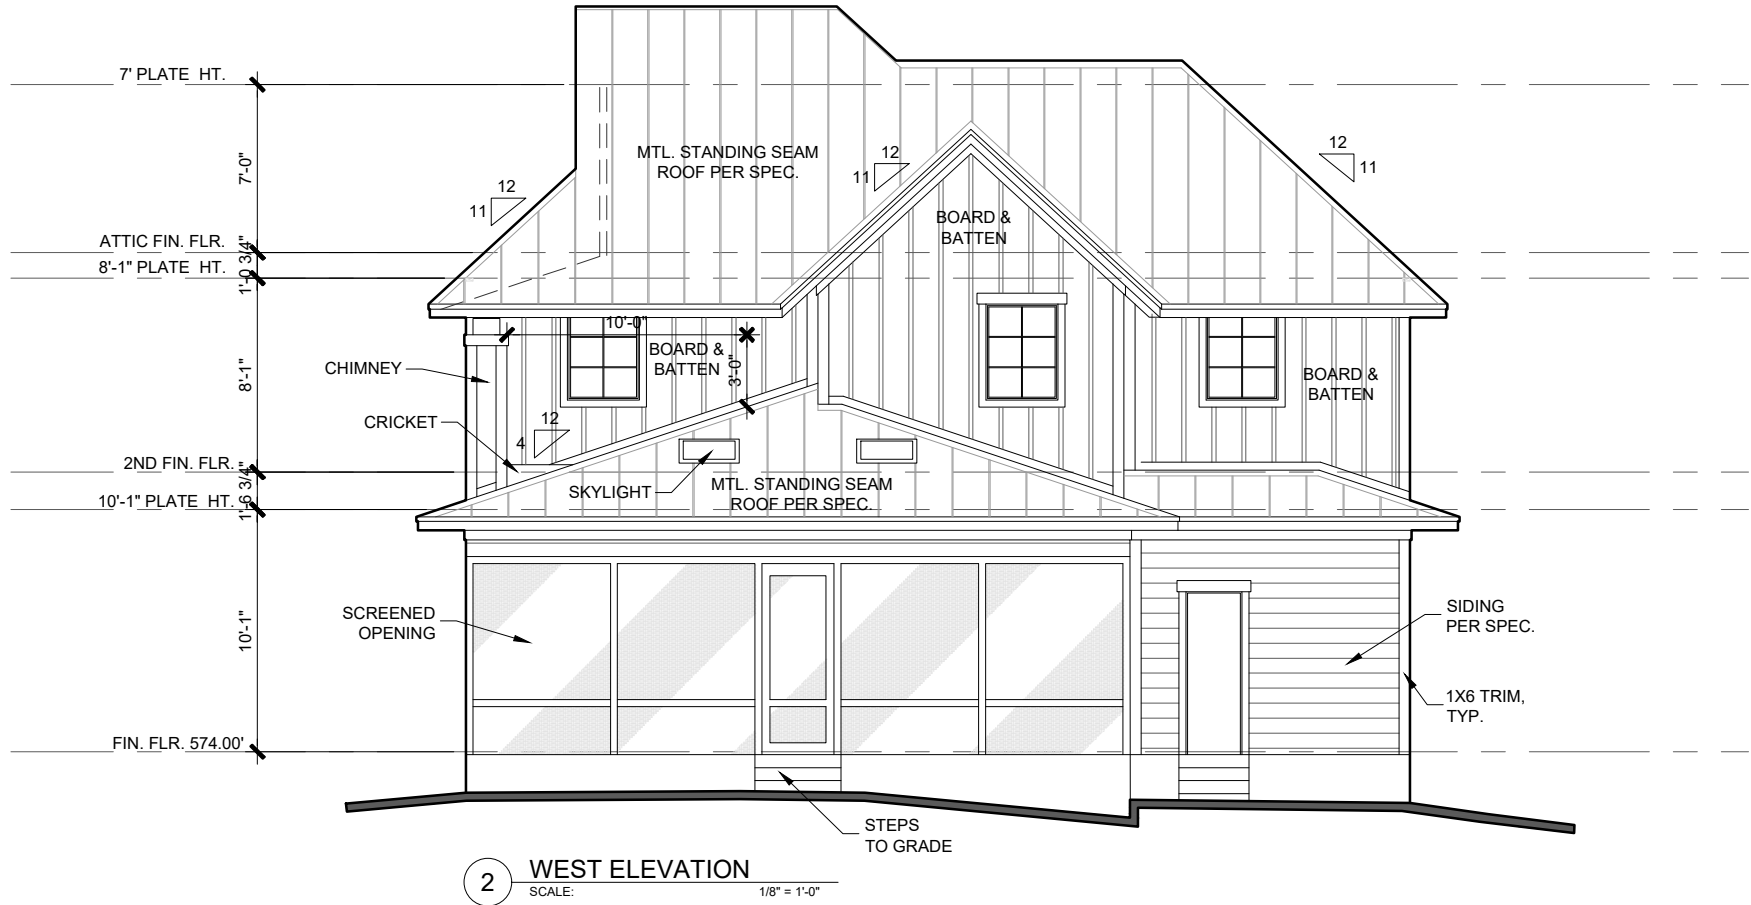 7' PLATE HT.
7'-0"
ATTIC FIN. FLR.
1'-0 3/4"
8'-1" PLATE HT.
8'-1"
2ND FIN. FLR.
1'-6 3/4"
10'-1" PLATE HT.
10'-1"
FIN. FLR. 574.00'
12
11
MTL. STANDING SEAM
ROOF PER SPEC.
12
11
12
11
BOARD &
BATTEN
10'-0"
BOARD &
BATTEN
3'-0"
BOARD &
BATTEN
CHIMNEY
CRICKET
12
4
SKYLIGHT
MTL. STANDING SEAM
ROOF PER SPEC.
SCREENED
OPENING
SIDING
PER SPEC.
1X6 TRIM,
TYP.
STEPS
TO GRADE
2
WEST ELEVATION
SCALE: 1/8" = 1'-0"